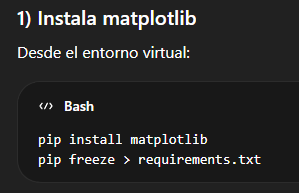 1) Instala matplotlib
Desde el entorno virtual:
</> Bash
pip install matplotlib
pip freeze > requirements.txt